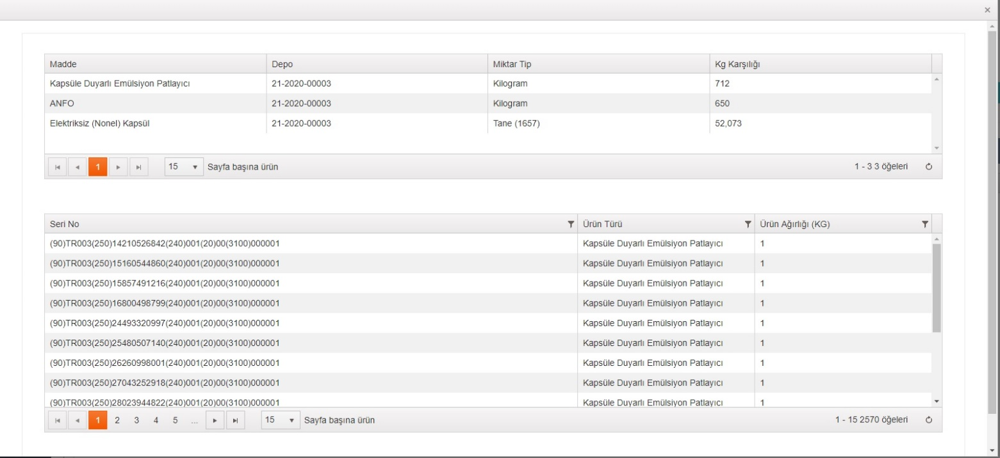 Madde Depo Miktar Tip Kg Karşılığı
Kapsüle Duyarlı Emülsiyon Patlayıcı 21-2020-00003 Kilogram 712
ANFO 21-2020-00003 Kilogram 650
Elektriksiz (Nonel) Kapsül 21-2020-00003 Tane (1657) 52,073
1 15 Sayfa başına ürün 1 - 3 3 öğeleri
Seri No Ürün Türü Ürün Ağırlığı (KG)
(90)TR003(250)14210526842(240)001(20)00(3100)000001 Kapsüle Duyarlı Emülsiyon Patlayıcı 1
(90)TR003(250)15160544860(240)001(20)00(3100)000001 Kapsüle Duyarlı Emülsiyon Patlayıcı 1
(90)TR003(250)15857491216(240)001(20)00(3100)000001 Kapsüle Duyarlı Emülsiyon Patlayıcı 1
(90)TR003(250)16800498799(240)001(20)00(3100)000001 Kapsüle Duyarlı Emülsiyon Patlayıcı 1
(90)TR003(250)24493320997(240)001(20)00(3100)000001 Kapsüle Duyarlı Emülsiyon Patlayıcı 1
(90)TR003(250)25480507140(240)001(20)00(3100)000001 Kapsüle Duyarlı Emülsiyon Patlayıcı 1
(90)TR003(250)26260998001(240)001(20)00(3100)000001 Kapsüle Duyarlı Emülsiyon Patlayıcı 1
(90)TR003(250)27043252918(240)001(20)00(3100)000001 Kapsüle Duyarlı Emülsiyon Patlayıcı 1
(90)TR003(250)28023944822(240)001(20)00(3100)000001 Kapsüle Duyarlı Emülsiyon Patlayıcı 1
1 2 3 4 5 ... 15 Sayfa başına ürün 1 - 15 2570 öğeleri